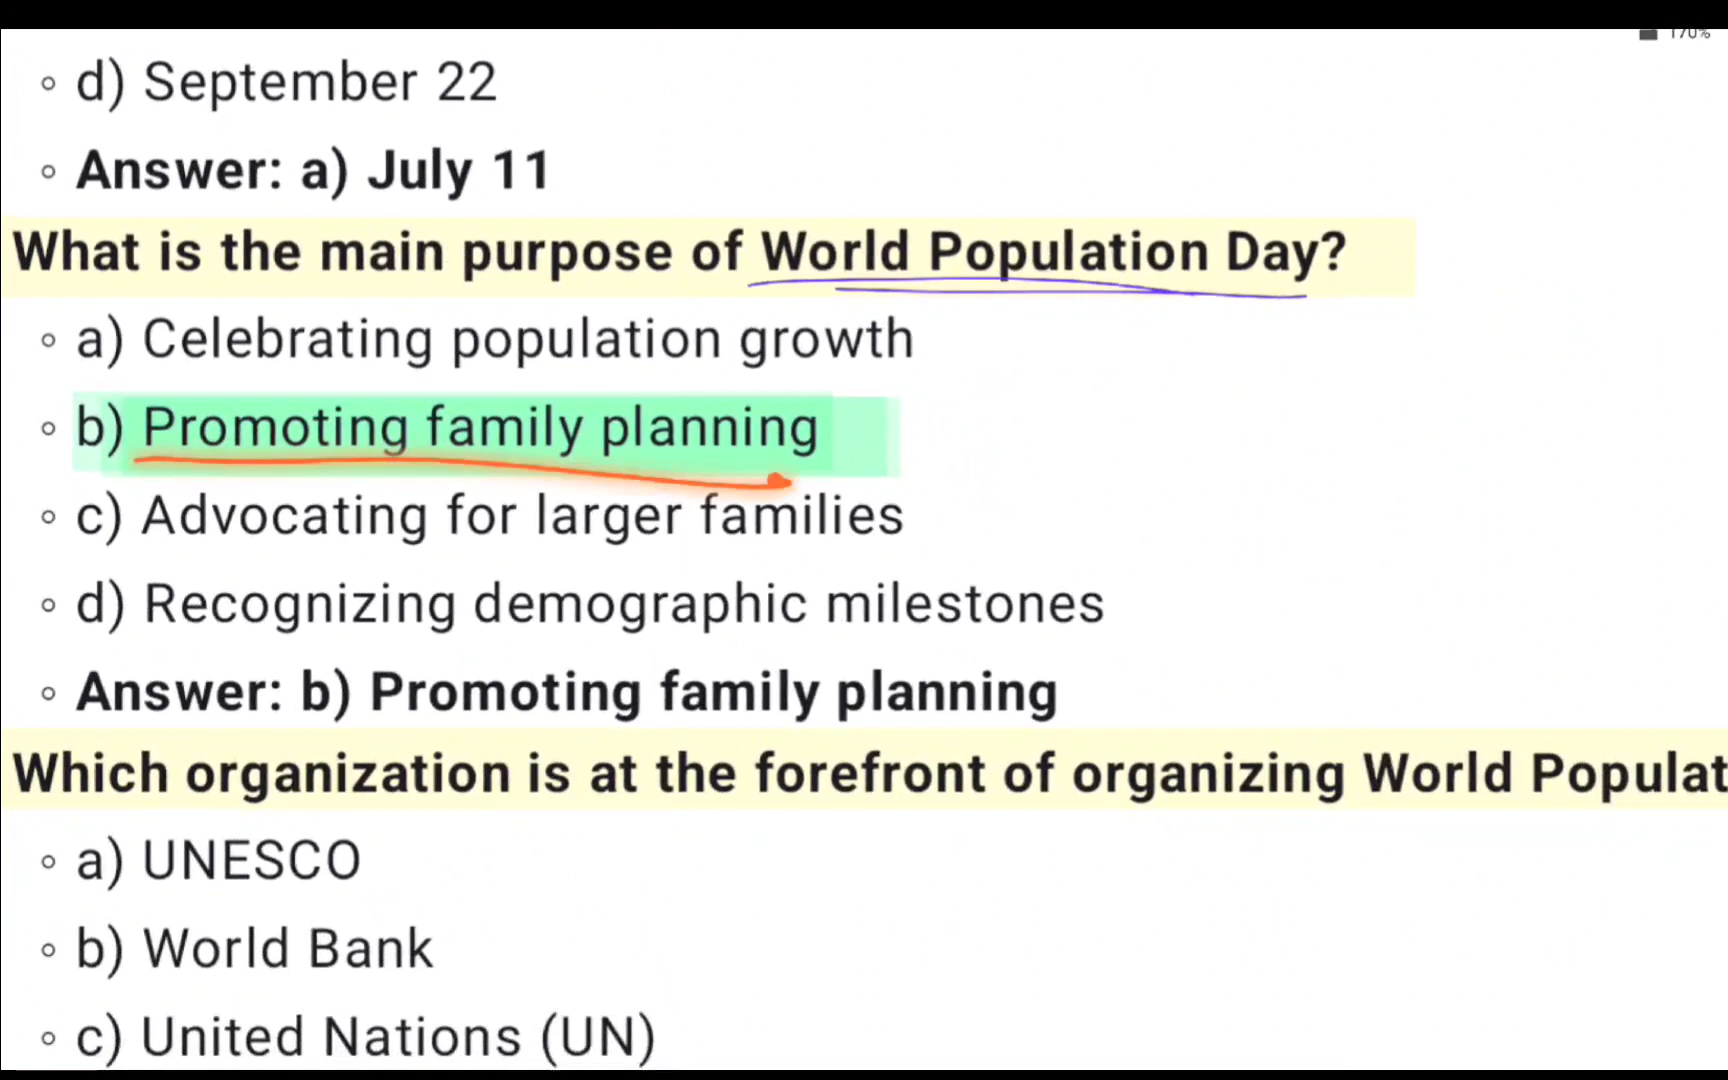 170%
d) September 22
Answer: a) July 11
What is the main purpose of World Population Day?
a) Celebrating population growth
b) Promoting family planning
c) Advocating for larger families
d) Recognizing demographic milestones
Answer: b) Promoting family planning
Which organization is at the forefront of organizing World Populat
a) UNESCO
b) World Bank
c) United Nations (UN)